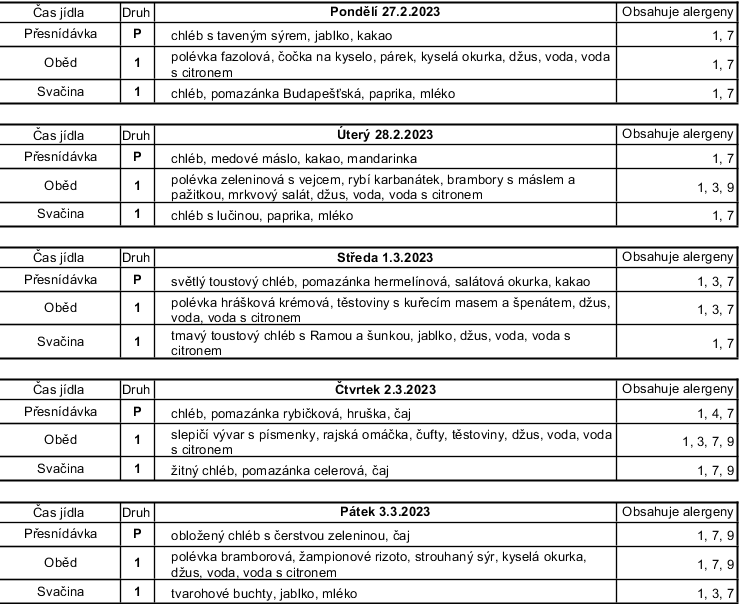 Čas jídla Druh Pondělí 27.2.2023 Obsahuje alergeny
Přesnídávka P chléb s taveným sýrem, jablko, kakao 1, 7
Oběd 1 polévka fazolová, čočka na kyselo, párek, kyselá okurka, džus, voda, voda s citronem 1, 7
Svačina 1 chléb, pomazánka Budapešťská, paprika, mléko 1, 7
Čas jídla Druh Úterý 28.2.2023 Obsahuje alergeny
Přesnídávka P chléb, medové máslo, kakao, mandarinka 1, 7
Oběd 1 polévka zeleninová s vejcem, rybí karbanátek, brambory s máslem a pažitkou, mrkvový salát, džus, voda, voda s citronem 1, 3, 9
Svačina 1 chléb s lučinou, paprika, mléko 1, 7
Čas jídla Druh Středa 1.3.2023 Obsahuje alergeny
Přesnídávka P světlý toustový chléb, pomazánka hermelínová, salátová okurka, kakao 1, 3, 7
Oběd 1 polévka hrášková krémová, těstoviny s kuřecím masem a špenátem, džus, voda, voda s citronem 1, 3, 7
Svačina 1 tmavý toustový chléb s Ramou a šunkou, jablko, džus, voda, voda s citronem 1, 7
Čas jídla Druh Čtvrtek 2.3.2023 Obsahuje alergeny
Přesnídávka P chléb, pomazánka rybičková, hruška, čaj 1, 4, 7
Oběd 1 slepičí vývar s písmenky, rajská omáčka, čufty, těstoviny, džus, voda, voda s citronem 1, 3, 7, 9
Svačina 1 žitný chléb, pomazánka celerová, čaj 1, 7, 9
Čas jídla Druh Pátek 3.3.2023 Obsahuje alergeny
Přesnídávka P obložený chléb s čerstvou zeleninou, čaj 1, 7, 9
Oběd 1 polévka bramborová, žampionové rizoto, strouhaný sýr, kyselá okurka, džus, voda, voda s citronem 1, 7, 9
Svačina 1 tvarohové buchty, jablko, mléko 1, 3, 7